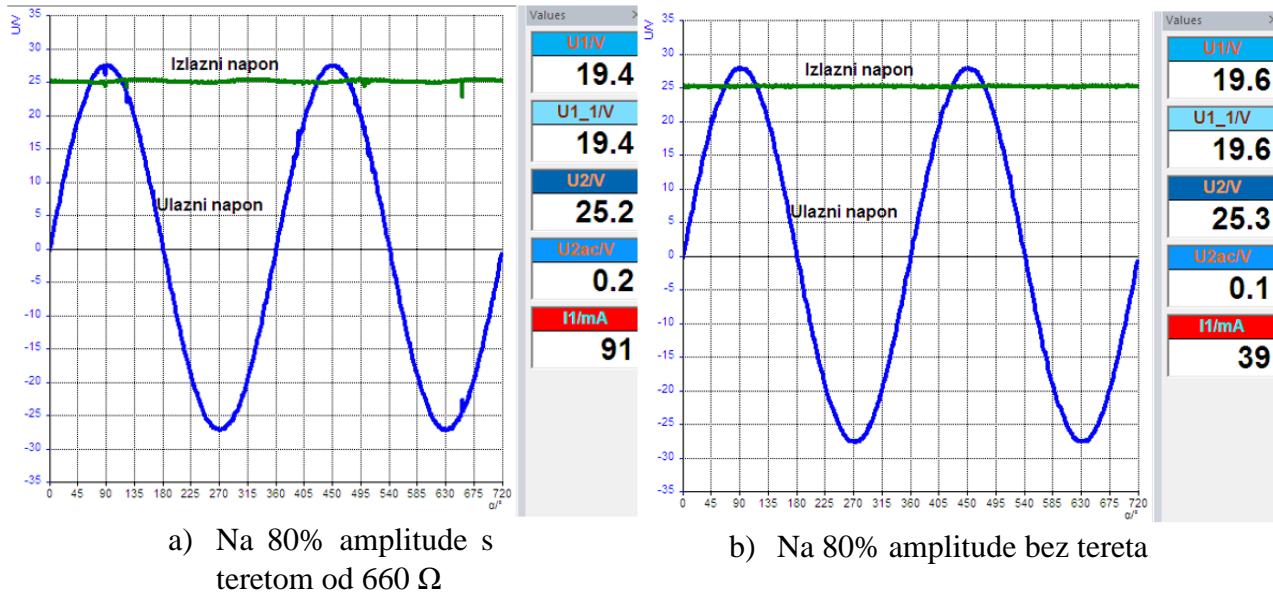 U/V
35
30
25
20
15
10
5
0
-5
-10
-15
-20
-25
-30
-35
Izlazni napon
Ulazni napon
0 45 90 135 180 225 270 315 360 405 450 495 540 585 630 675 720
α/°
Values
U1/V
19.4
U1_1/V
19.4
U2/V
25.2
U2ac/V
0.2
I1/mA
91
a) Na 80% amplitude s
teretom od 660 Ω
U/V
35
30
25
20
15
10
5
0
-5
-10
-15
-20
-25
-30
-35
Izlazni napon
Ulazni napon
0 45 90 135 180 225 270 315 360 405 450 495 540 585 630 675 720
α/°
Values
U1/V
19.6
U1_1/V
19.6
U2/V
25.3
U2ac/V
0.1
I1/mA
39
b) Na 80% amplitude bez tereta